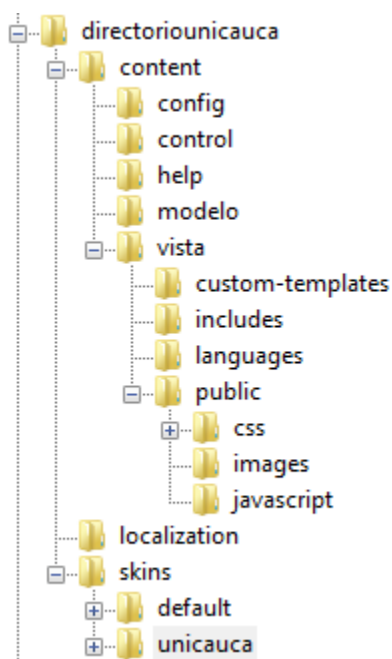 directoriounicauca
content
config
control
help
modelo
vista
custom-templates
includes
languages
public
css
images
javascript
localization
skins
default
unicauca